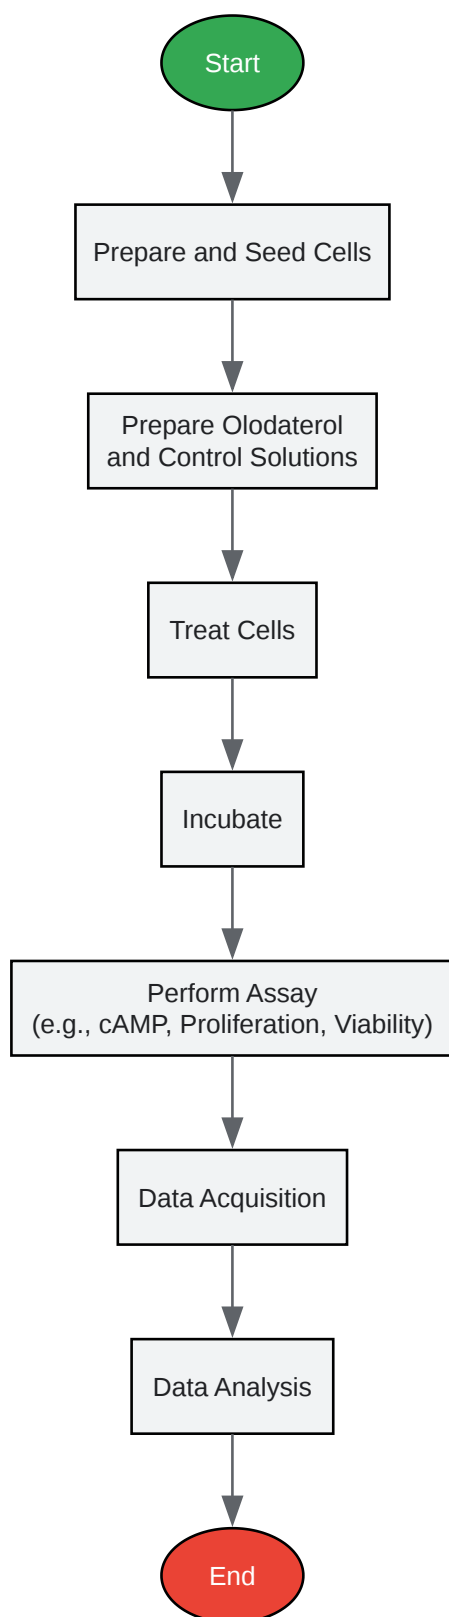 Start
Prepare and Seed Cells
Prepare Olodaterol
and Control Solutions
Treat Cells
Incubate
Perform Assay
(e.g., cAMP, Proliferation, Viability)
Data Acquisition
Data Analysis
End